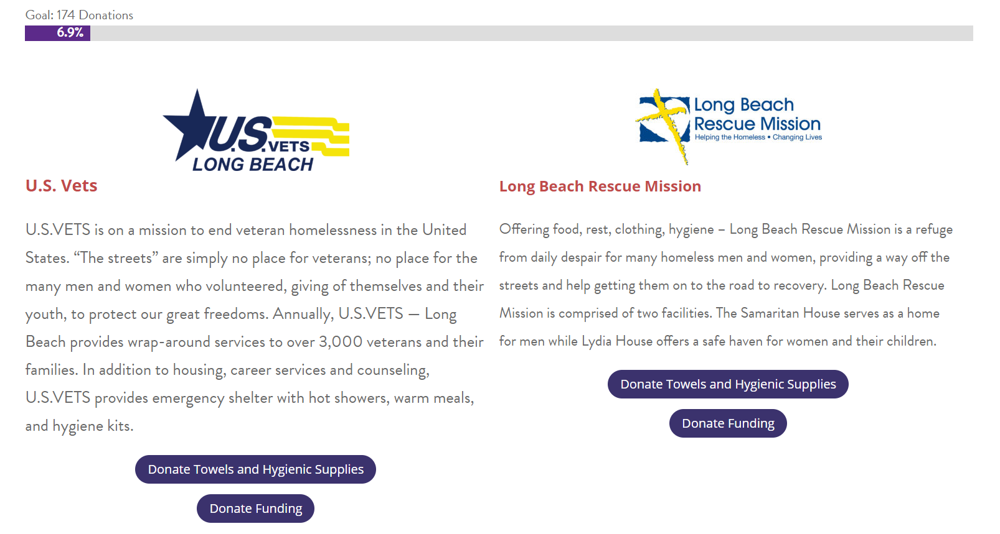 Goal: 174 Donations
6.9%
U.S.VETS
LONG BEACH
U.S. Vets
U.S.VETS is on a mission to end veteran homelessness in the United
States. “The streets” are simply no place for veterans; no place for the
many men and women who volunteered, giving of themselves and their
youth, to protect our great freedoms. Annually, U.S.VETS — Long
Beach provides wrap-around services to over 3,000 veterans and their
families. In addition to housing, career services and counseling,
U.S.VETS provides emergency shelter with hot showers, warm meals,
and hygiene kits.
Donate Towels and Hygienic Supplies
Donate Funding
Long Beach
Rescue Mission
Helping the Homeless • Changing Lives
Long Beach Rescue Mission
Offering food, rest, clothing, hygiene – Long Beach Rescue Mission is a refuge
from daily despair for many homeless men and women, providing a way off the
streets and help getting them on to the road to recovery. Long Beach Rescue
Mission is comprised of two facilities. The Samaritan House serves as a home
for men while Lydia House offers a safe haven for women and their children.
Donate Towels and Hygienic Supplies
Donate Funding